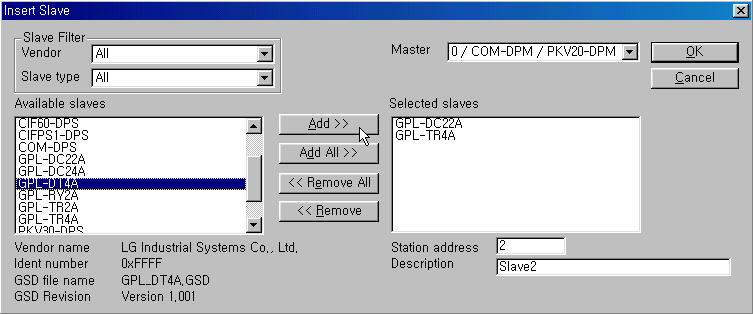 Insert Slave
Slave Filter
Vendor All
Slave type All
Master 0 / COM-DPM / PKV20-DPM
OK
Cancel
Available slaves
CIF60-DPS
CIFPS1-DPS
COM-DPS
GPL-DC22A
GPL-DC24A
GPL-DT4A
GPL-RY2A
GPL-TR2A
GPL-TR4A
PKV30-DPS
Add >>
Add All >>
<< Remove All
<< Remove
Selected slaves
GPL-DC22A
GPL-TR4A
Vendor name LG Industrial Systems Co., Ltd.
Ident number 0xFFFF
GSD file name GPL_DT4A.GSD
GSD Revision Version 1.001
Station address 2
Description Slave2